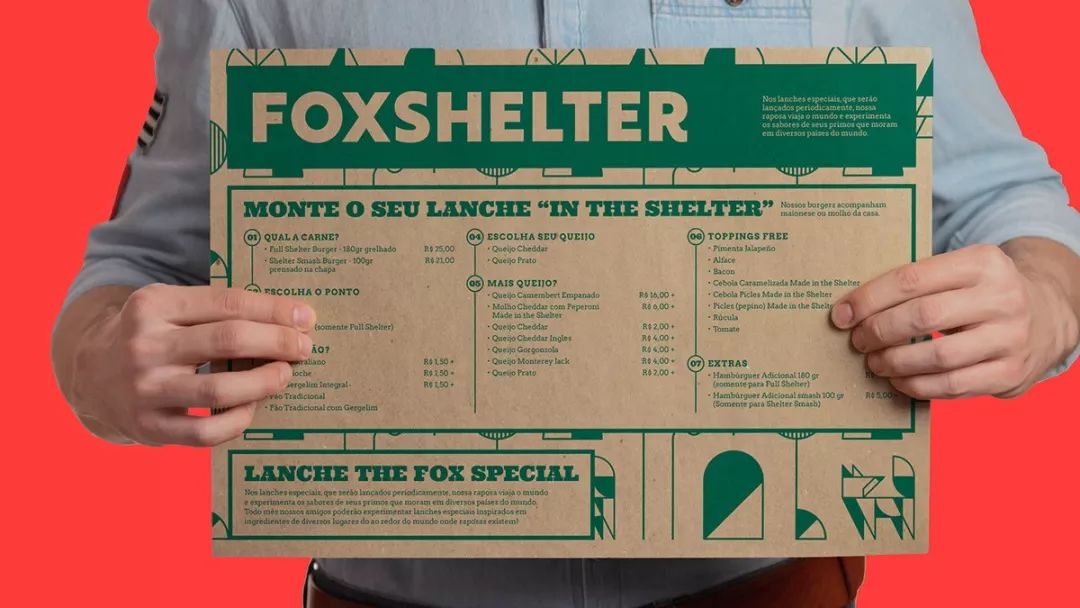 FOXSHELTER
Nos lanches especiais, que serão
lançados periodicamente, nossa
raposa viaja o mundo e experimenta
os sabores de seus primos que moram
em diversos países do mundo.
MONTE O SEU LANCHE “IN THE SHELTER”
Nossos burgers acompanham
maionese ou molho da casa.
01 QUAL A CARNE?
• Full Shelter Burger - 180gr grelhado R$ 25,00
• Shelter Smash Burger - 100gr R$ 21,00
prensado na chapa
ESCOLHA O PONTO
(somente Full Shelter)
R$ 1,50 +
R$ 1,50 +
Gergelim Integral - R$ 1,50 +
Pão Tradicional
• Pão Tradicional com Gergelim
04 ESCOLHA SEU QUEIJO
• Queijo Cheddar
• Queijo Prato
05 MAIS QUEIJO?
• Queijo Camembert Empanado R$ 16,00 +
• Molho Cheddar com Peperoni R$ 6,00 +
Made in the Shelter
• Queijo Cheddar R$ 2,00 +
• Queijo Cheddar Ingles R$ 4,00 +
• Queijo Gorgonzola R$ 4,00 +
• Queijo Monterey Jack R$ 4,00 +
• Queijo Prato R$ 2,00 +
06 TOPPINGS FREE
• Pimenta Jalapeño
• Alface
• Bacon
• Cebola Caramelizada Made in the Shelter
• Cebola Picles Made in the Shelter
• Picles (pepino) Made in the Shelter
• Rúcula
• Tomate
07 EXTRAS
• Hambúrguer Adicional 180 gr
(somente para Full Shelter)
• Hambúrguer Adicional smash 100 gr R$ 5,00
(Somente para Shelter Smash)
LANCHE THE FOX SPECIAL
Nos lanches especiais, que serão lançados periodicamente, nossa raposa viaja o mundo
e experimenta os sabores de seus primos que moram em diversos países do mundo.
Todo mês nossos amigos poderão experimentar lanches especiais inspirados em
ingredientes de diversos lugares do ao redor do mundo onde raposas existem!